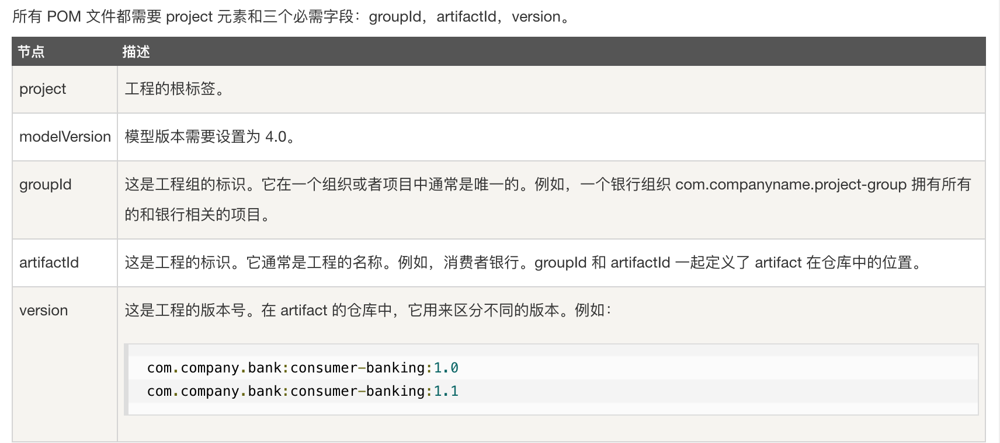 所有 POM 文件都需要 project 元素和三个必需字段：groupId，artifactId，version。
节点 描述
project 工程的根标签。
modelVersion 模型版本需要设置为 4.0。
groupId 这是工程组的标识。它在一个组织或者项目中通常是唯一的。例如，一个银行组织 com.companyname.project-group 拥有所有
的和银行相关的项目。
artifactId 这是工程的标识。它通常是工程的名称。例如，消费者银行。groupId 和 artifactId 一起定义了 artifact 在仓库中的位置。
version 这是工程的版本号。在 artifact 的仓库中，它用来区分不同的版本。例如：
com.company.bank:consumer-banking:1.0
com.company.bank:consumer-banking:1.1